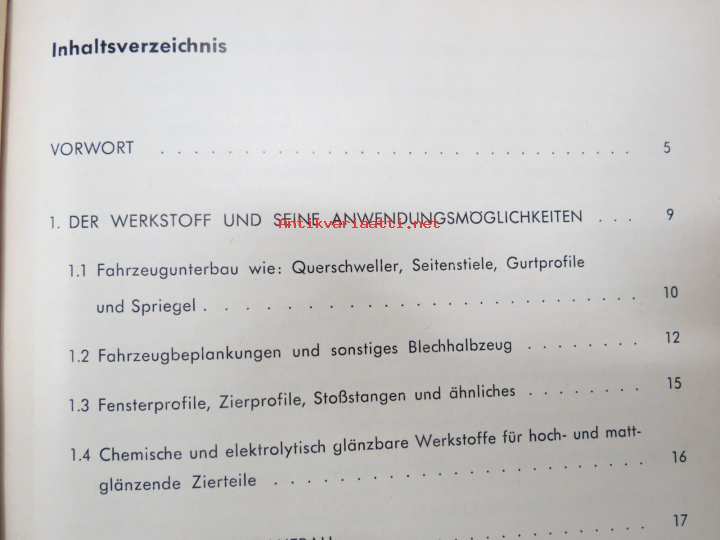 Inhaltsverzeichnis
VORWORT . . . . . . . . . . . . . . . . . . . . . . . . . . . . . . 5
1. DER WERKSTOFF UND SEINE ANWENDUNGSMÖGLICHKEITEN . . . 9
Antikvariaatti.net
1.1 Fahrzeugunterbau wie: Querschweller, Seitenstiele, Gurtprofile
und Spriegel . . . . . . . . . . . . . . . . . . . . . . 10
1.2 Fahrzeugbeplankungen und sonstiges Blechhalbzeug . . . . . . . . 12
1.3 Fensterprofile, Zierprofile, Stoßstangen und ähnliches . . . . . . . . 15
1.4 Chemische und elektrolytisch glänzbare Werkstoffe für hoch- und matt-
glänzende Zierteile . . . . . . . . . . . . . . . . . . . 16
17